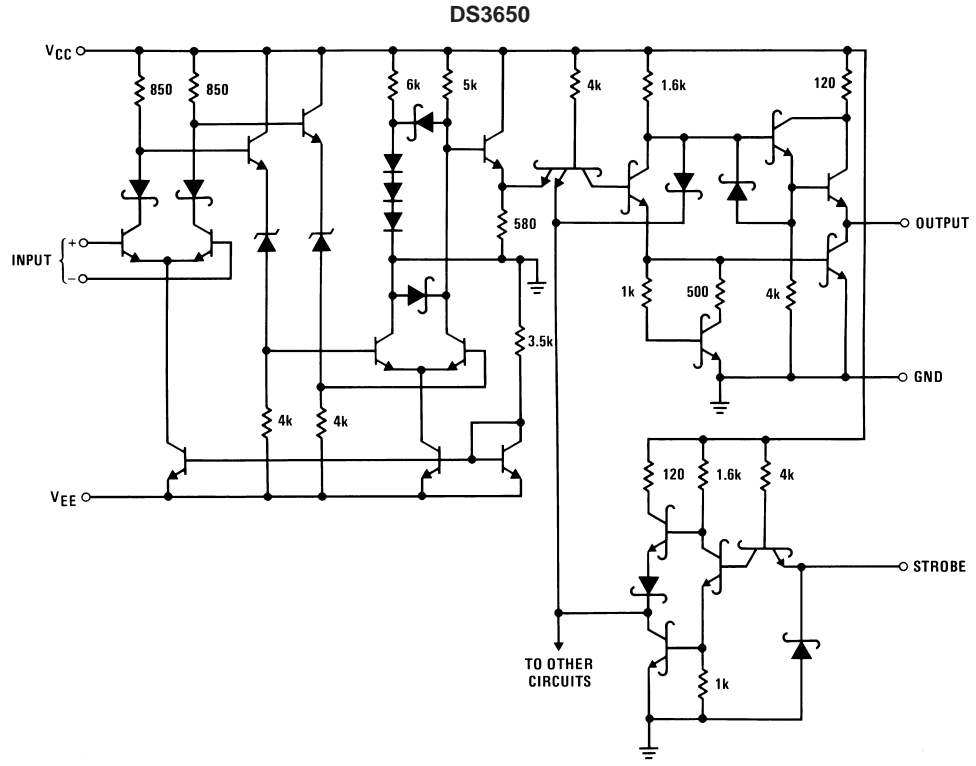 DS3650
VCC
850
850
6k
5k
4k
1.6k
120
580
INPUT
+
−
OUTPUT
1k
500
4k
3.5k
GND
4k
4k
VEE
120
1.6k
4k
STROBE
TO OTHER
CIRCUITS
1k